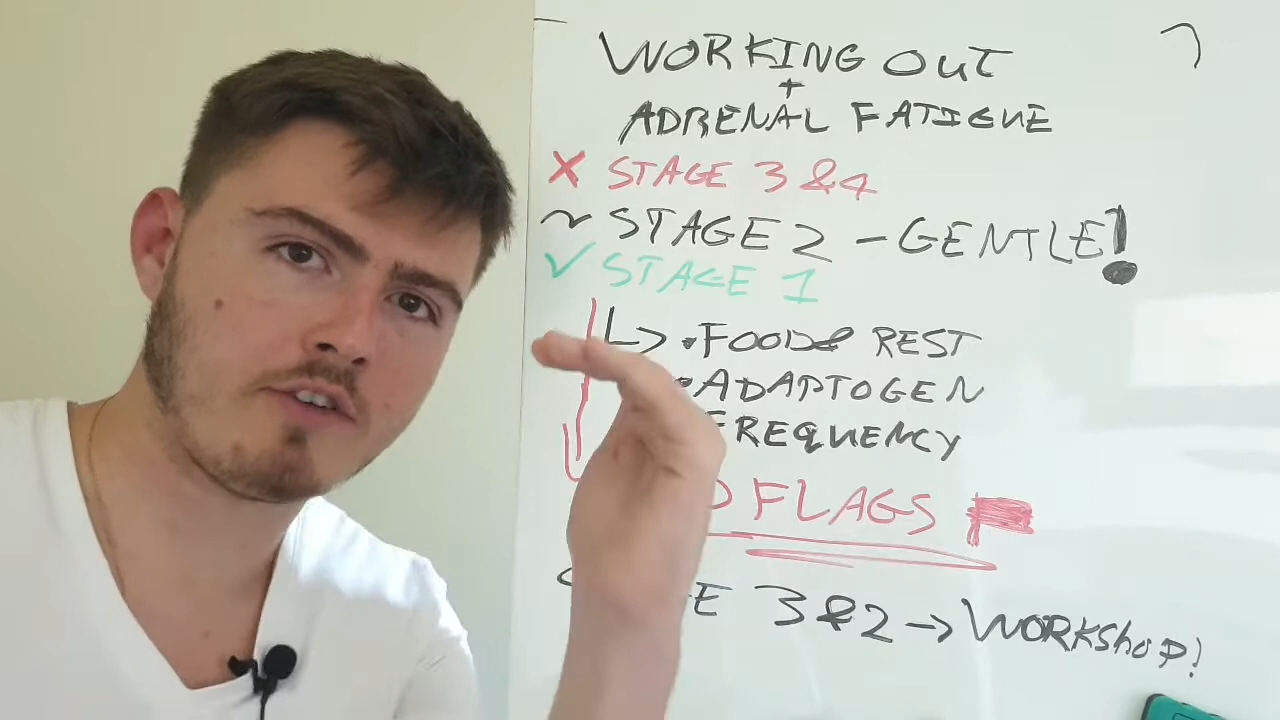 WORKING OUT
+
ADRENAL FATIGUE
X STAGE 3 & 4
~ STAGE 2 - GENTLE!
✓ STAGE 1
↳ • FOOD & REST
• ADAPTOGEN
FREQUENCY
D FLAGS
E 3 & 2 → WORKSHOP!